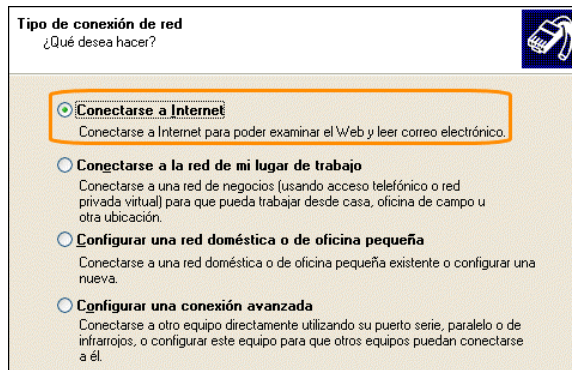 Tipo de conexión de red
¿Qué desea hacer?
Conectarse a Internet
Conectarse a Internet para poder examinar el Web y leer correo electrónico.
Conectarse a la red de mi lugar de trabajo
Conectarse a una red de negocios (usando acceso telefónico o red
privada virtual) para que pueda trabajar desde casa, oficina de campo u
otra ubicación.
Configurar una red doméstica o de oficina pequeña
Conectarse a una red doméstica o de oficina pequeña existente o configurar una
nueva.
Configurar una conexión avanzada
Conectarse a otro equipo directamente utilizando su puerto serie, paralelo o de
infrarrojos, o configurar este equipo para que otros equipos puedan conectarse
a él.